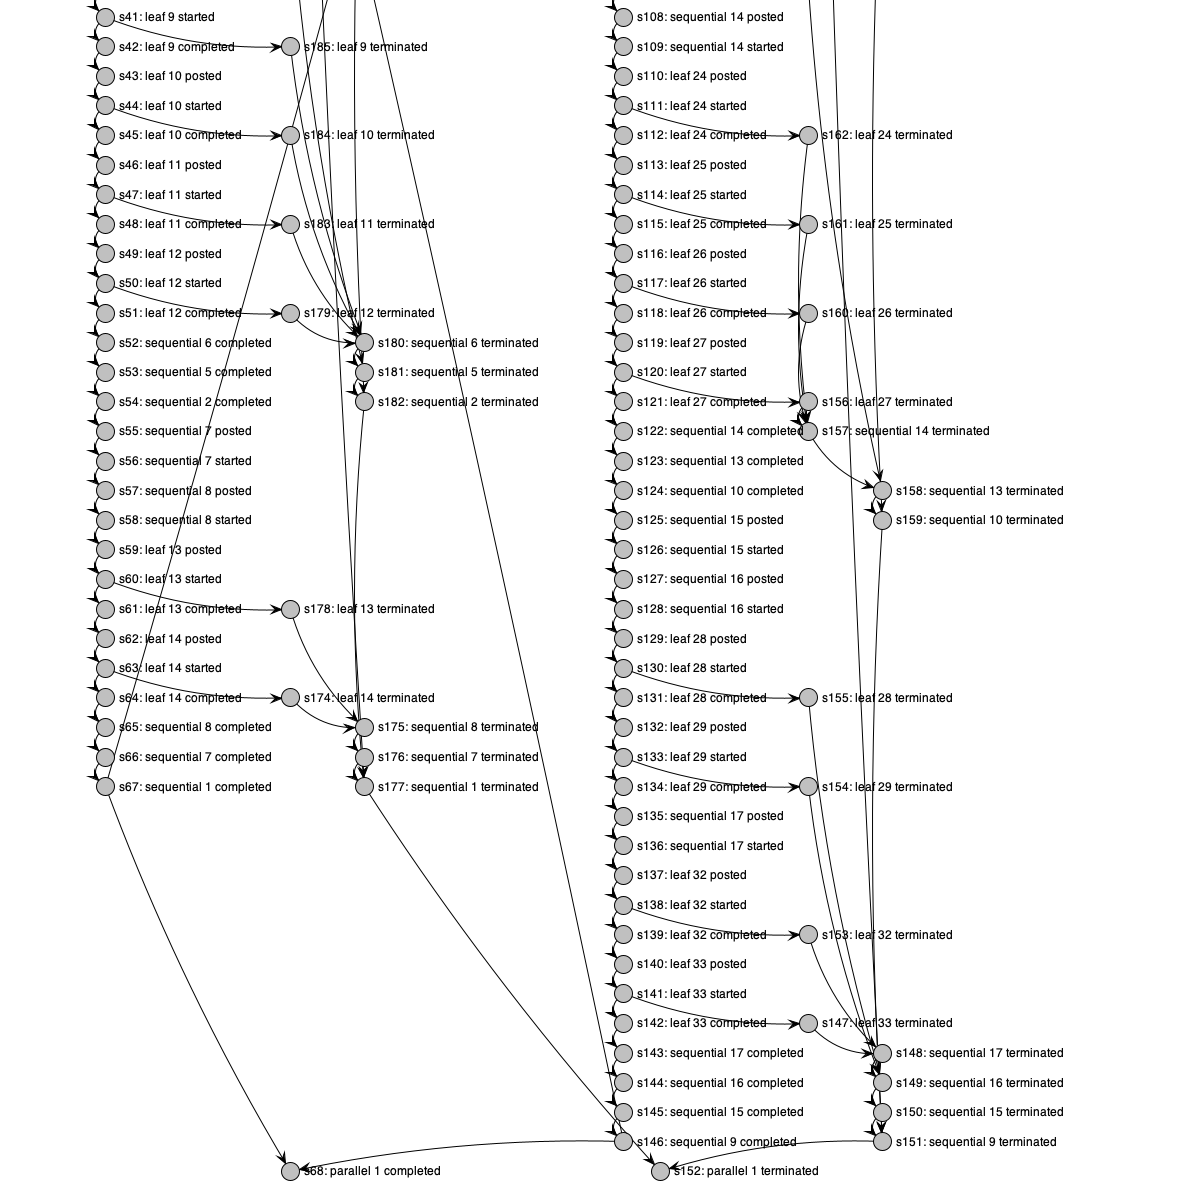 s41: leaf 9 started
s42: leaf 9 completed
s185: leaf 9 terminated
s43: leaf 10 posted
s44: leaf 10 started
s45: leaf 10 completed
s184: leaf 10 terminated
s46: leaf 11 posted
s47: leaf 11 started
s48: leaf 11 completed
s183: leaf 11 terminated
s49: leaf 12 posted
s50: leaf 12 started
s51: leaf 12 completed
s179: leaf 12 terminated
s52: sequential 6 completed
s180: sequential 6 terminated
s53: sequential 5 completed
s181: sequential 5 terminated
s54: sequential 2 completed
s182: sequential 2 terminated
s55: sequential 7 posted
s56: sequential 7 started
s57: sequential 8 posted
s58: sequential 8 started
s59: leaf 13 posted
s60: leaf 13 started
s61: leaf 13 completed
s178: leaf 13 terminated
s62: leaf 14 posted
s63: leaf 14 started
s64: leaf 14 completed
s174: leaf 14 terminated
s65: sequential 8 completed
s175: sequential 8 terminated
s66: sequential 7 completed
s176: sequential 7 terminated
s67: sequential 1 completed
s177: sequential 1 terminated
s108: sequential 14 posted
s109: sequential 14 started
s110: leaf 24 posted
s111: leaf 24 started
s112: leaf 24 completed
s162: leaf 24 terminated
s113: leaf 25 posted
s114: leaf 25 started
s115: leaf 25 completed
s161: leaf 25 terminated
s116: leaf 26 posted
s117: leaf 26 started
s118: leaf 26 completed
s160: leaf 26 terminated
s119: leaf 27 posted
s120: leaf 27 started
s121: leaf 27 completed
s156: leaf 27 terminated
s122: sequential 14 completed
s157: sequential 14 terminated
s123: sequential 13 completed
s124: sequential 10 completed
s158: sequential 13 terminated
s125: sequential 15 posted
s159: sequential 10 terminated
s126: sequential 15 started
s127: sequential 16 posted
s128: sequential 16 started
s129: leaf 28 posted
s130: leaf 28 started
s131: leaf 28 completed
s155: leaf 28 terminated
s132: leaf 29 posted
s133: leaf 29 started
s134: leaf 29 completed
s154: leaf 29 terminated
s135: sequential 17 posted
s136: sequential 17 started
s137: leaf 32 posted
s138: leaf 32 started
s139: leaf 32 completed
s153: leaf 32 terminated
s140: leaf 33 posted
s141: leaf 33 started
s142: leaf 33 completed
s147: leaf 33 terminated
s143: sequential 17 completed
s148: sequential 17 terminated
s144: sequential 16 completed
s149: sequential 16 terminated
s145: sequential 15 completed
s150: sequential 15 terminated
s146: sequential 9 completed
s151: sequential 9 terminated
s68: parallel 1 completed
s152: parallel 1 terminated